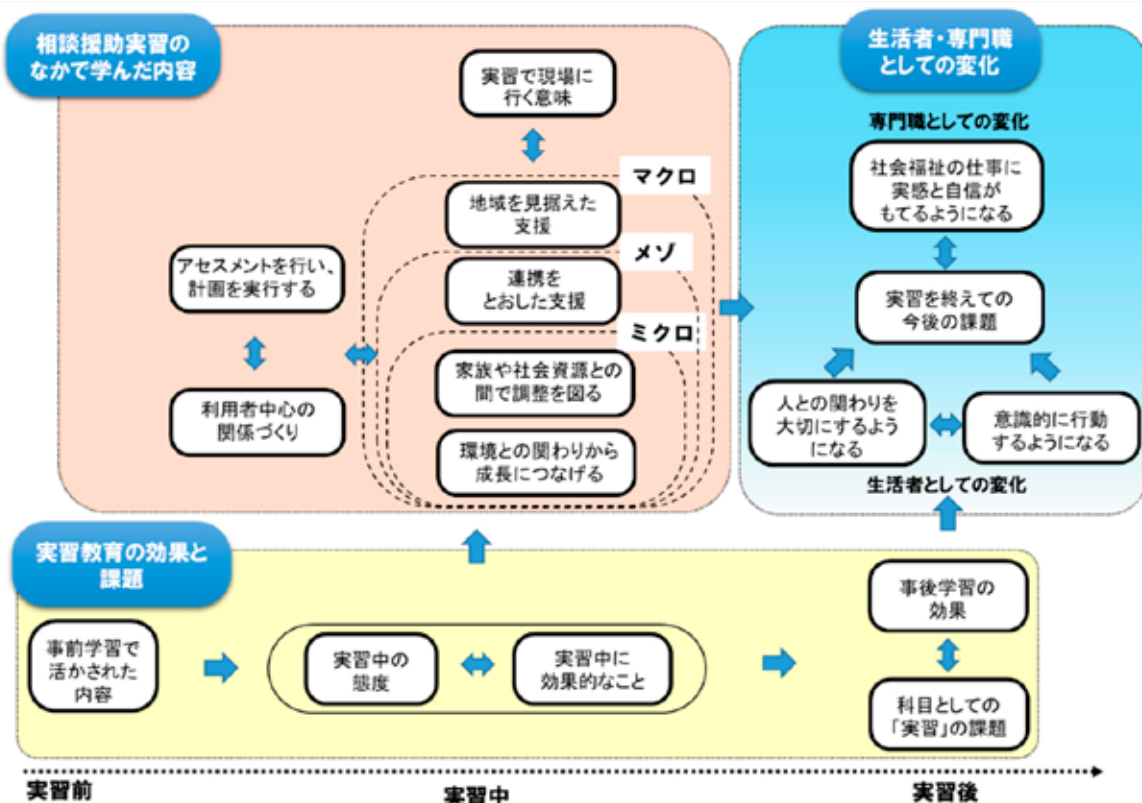 相談援助実習の
なかで学んだ内容
実習で現場に
行く意味
マクロ
地域を見据えた
支援
メゾ
連携を
とおした支援
ミクロ
家族や社会資源との
間で調整を図る
環境との関わりから
成長につなげる
アセスメントを行い、
計画を実行する
利用者中心の
関係づくり
生活者・専門職
としての変化
専門職としての変化
社会福祉の仕事に
実感と自信が
もてるようになる
実習を終えての
今後の課題
人との関わりを
大切にするよう
になる
意識的に行動
するようになる
生活者としての変化
実習教育の効果と
課題
事前学習で
活かされた
内容
実習中の
態度
実習中に
効果的なこと
事後学習の
効果
科目としての
「実習」の課題
実習前
実習中
実習後